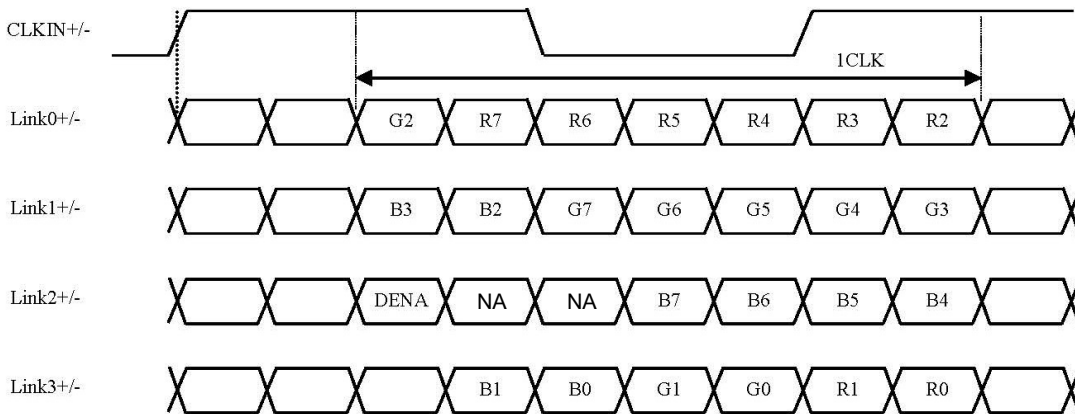 CLKIN+/-
1CLK
Link0+/- G2 R7 R6 R5 R4 R3 R2
Link1+/- B3 B2 G7 G6 G5 G4 G3
Link2+/- DENA NA NA B7 B6 B5 B4
Link3+/- B1 B0 G1 G0 R1 R0